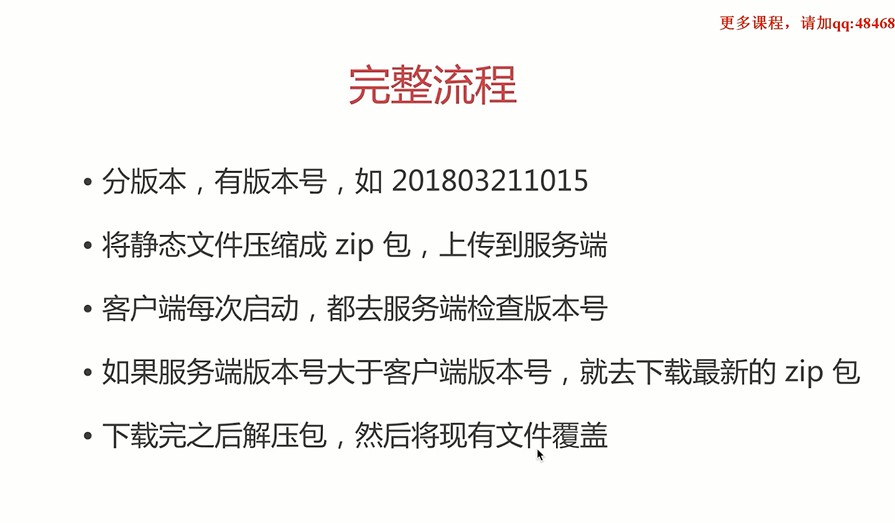 更多课程，请加qq:48468
完整流程
• 分版本，有版本号，如 201803211015
• 将静态文件压缩成 zip 包，上传到服务端
• 客户端每次启动，都去服务端检查版本号
• 如果服务端版本号大于客户端版本号，就去下载最新的 zip 包
• 下载完之后解压包，然后将现有文件覆盖